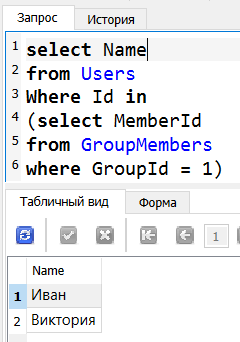 Запрос История
1 select Name
2 from Users
3 Where Id in
4 (select MemberId
5 from GroupMembers
6 where GroupId = 1)
Табличный вид Форма
1
Name
1 Иван
2 Виктория